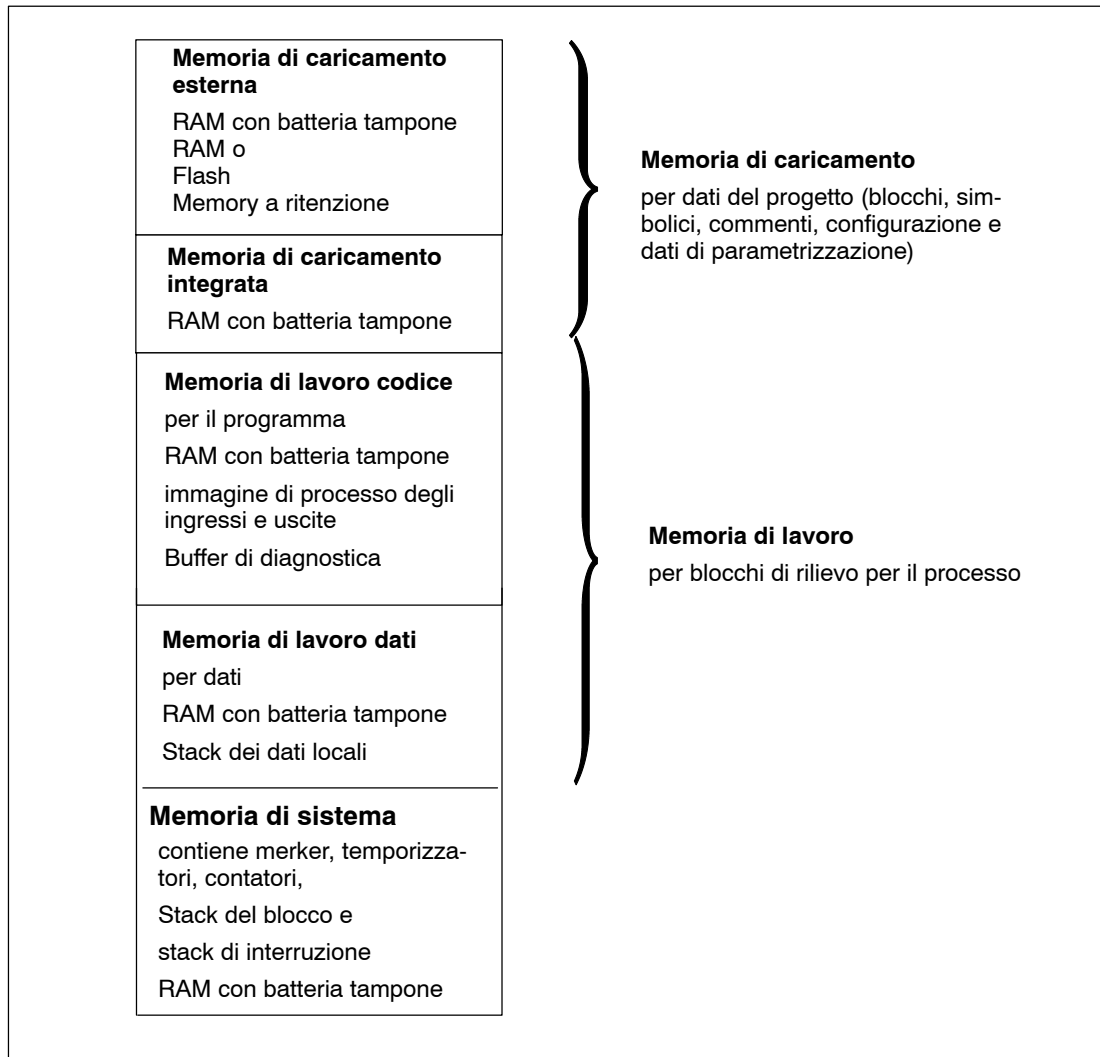 Memoria di caricamento
esterna
RAM con batteria tampone
RAM o
Flash
Memory a ritenzione
Memoria di caricamento
integrata
RAM con batteria tampone
Memoria di lavoro codice
per il programma
RAM con batteria tampone
immagine di processo degli
ingressi e uscite
Buffer di diagnostica
Memoria di lavoro dati
per dati
RAM con batteria tampone
Stack dei dati locali
Memoria di sistema
contiene merker, temporizza-
tori, contatori,
Stack del blocco e
stack di interruzione
RAM con batteria tampone
Memoria di caricamento
per dati del progetto (blocchi, sim-
bolici, commenti, configurazione e
dati di parametrizzazione)
Memoria di lavoro
per blocchi di rilievo per il processo